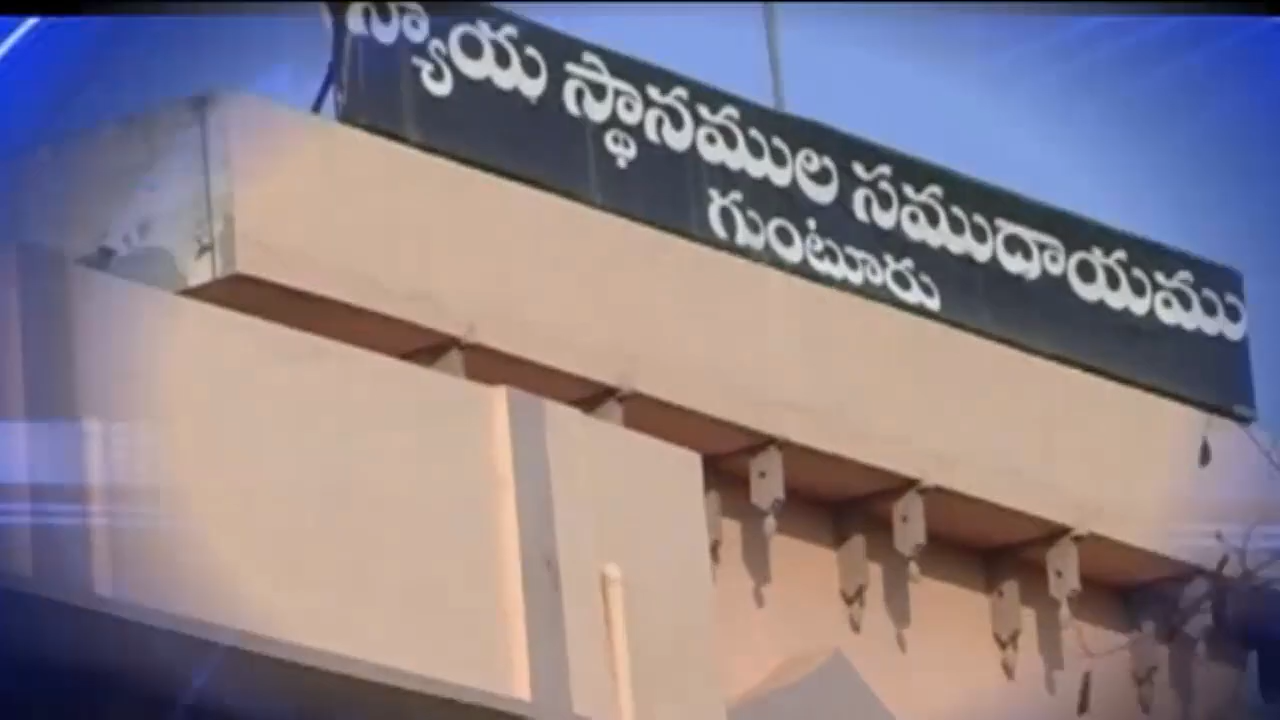 న్యాయ స్థానముల సముదాయము
గుంటూరు